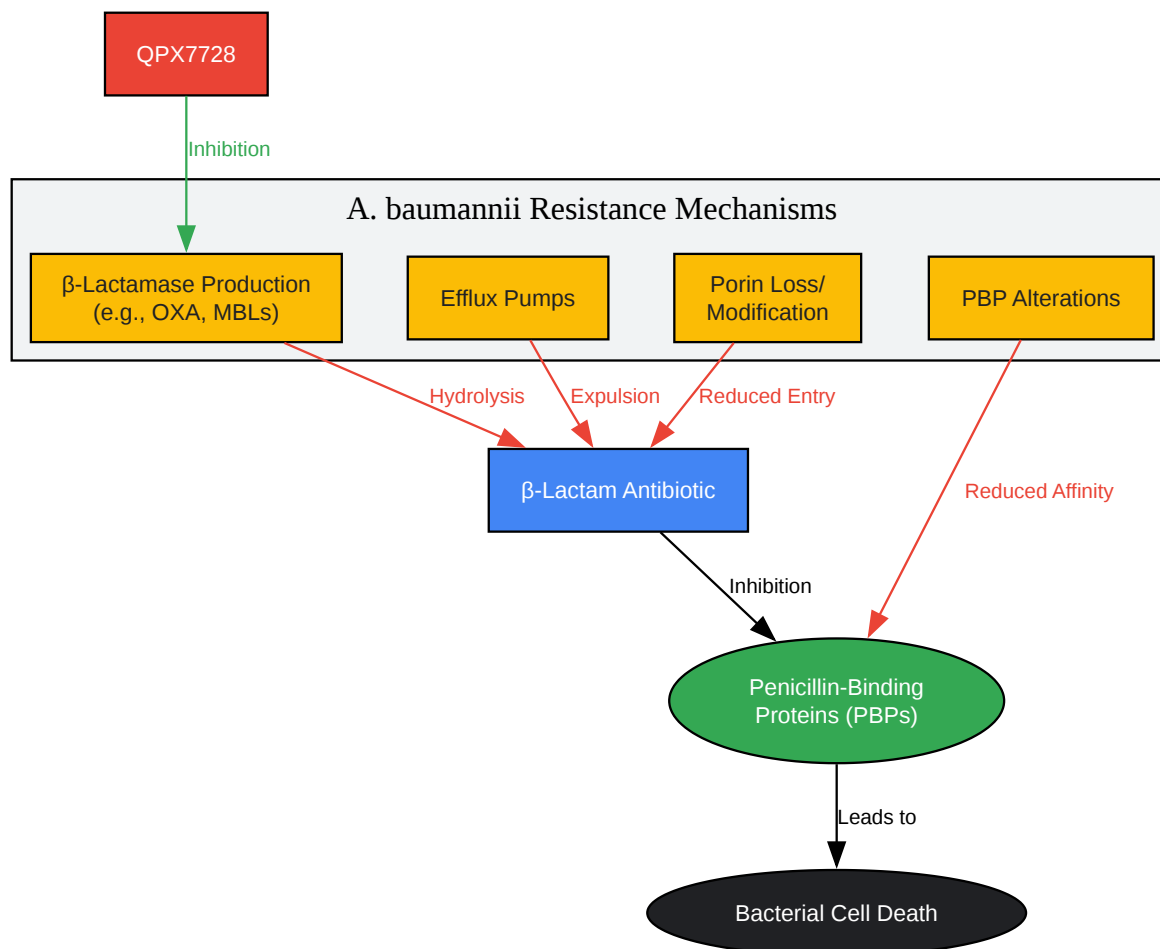 QPX7728
Inhibition
A. baumannii Resistance Mechanisms
β-Lactamase Production
(e.g., OXA, MBLs)
Efflux Pumps
Porin Loss/
Modification
PBP Alterations
Hydrolysis
Expulsion
Reduced Entry
β-Lactam Antibiotic
Reduced Affinity
Inhibition
Penicillin-Binding
Proteins (PBPs)
Leads to
Bacterial Cell Death